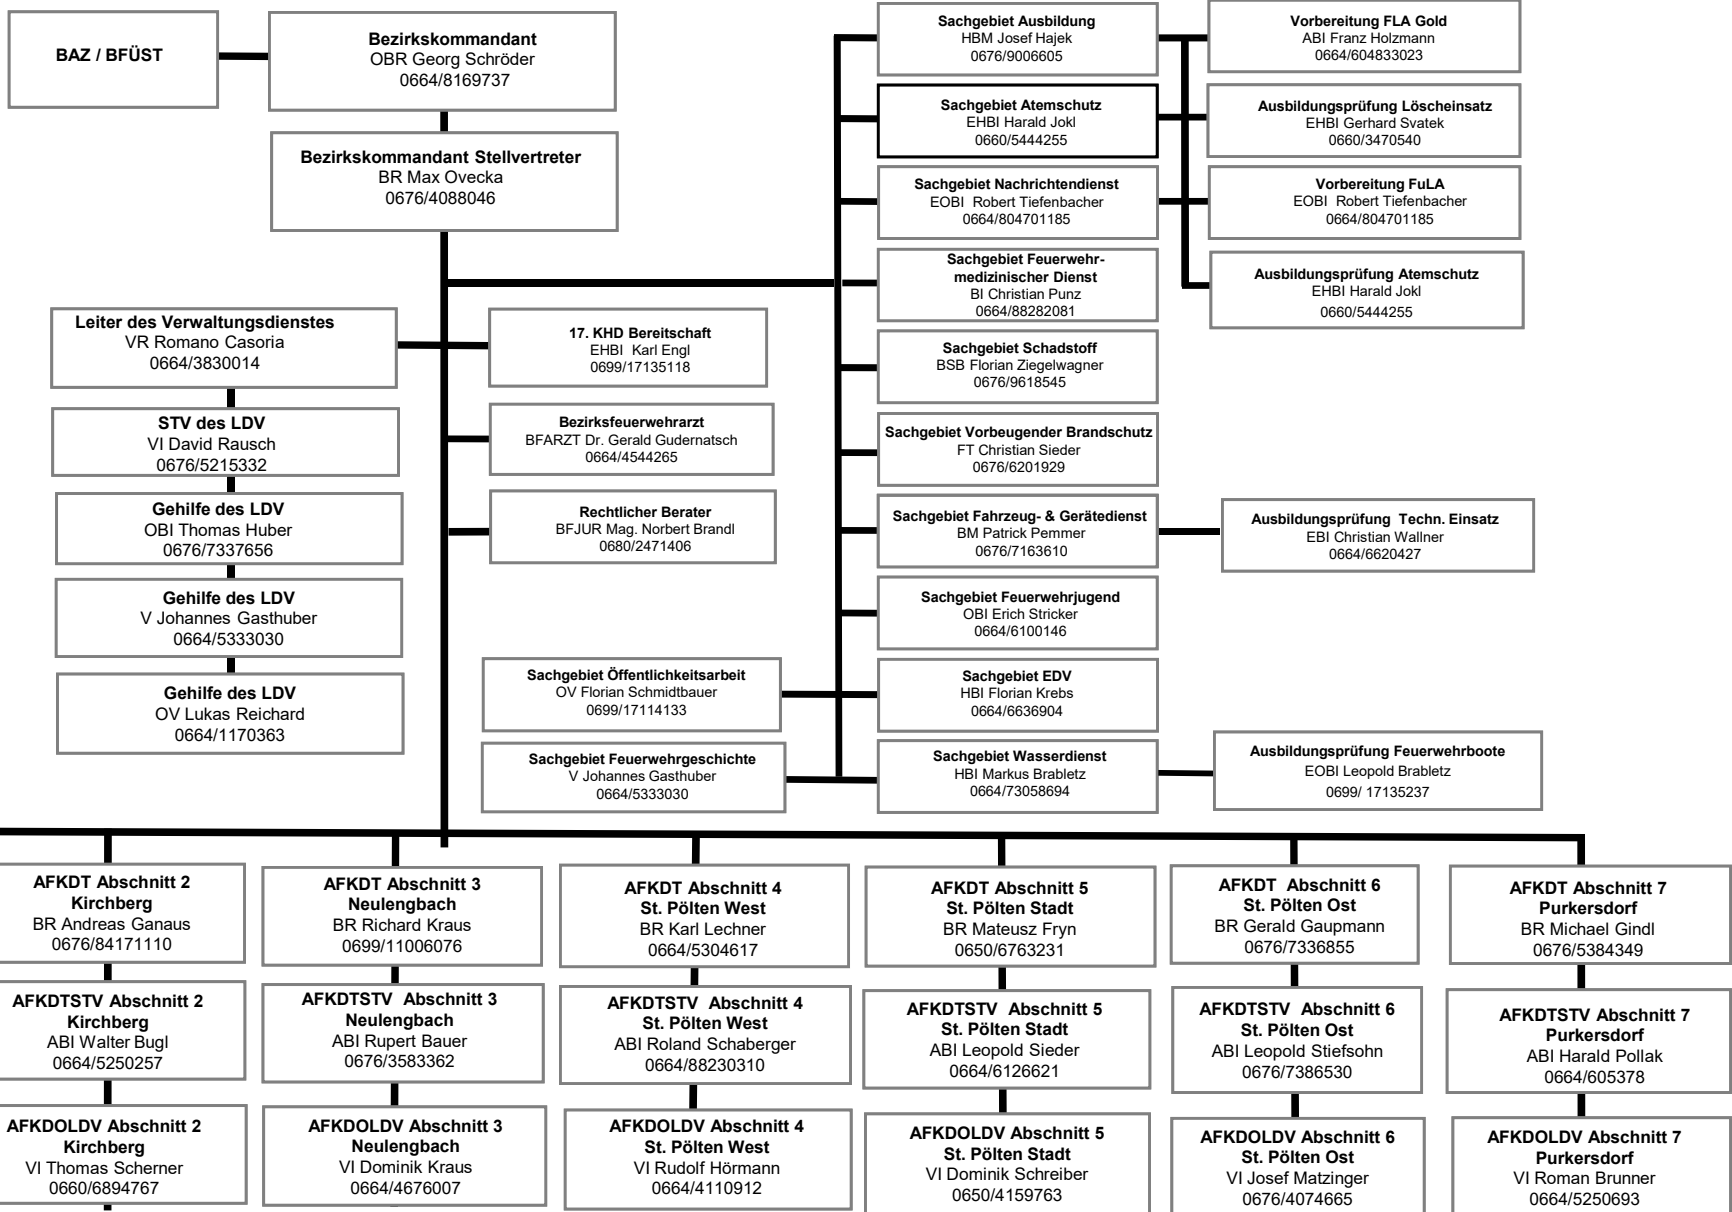 BAZ / BFÜST
Bezirkskommandant
OBR Georg Schröder
0664/8169737
Bezirkskommandant Stellvertreter
BR Max Ovecka
0676/4088046
Sachgebiet Ausbildung
HBM Josef Hajek
0676/9006605
Vorbereitung FLA Gold
ABI Franz Holzmann
0664/604833023
Sachgebiet Atemschutz
EHBI Harald Jokl
0660/5444255
Ausbildungsprüfung Löscheinsatz
EHBI Gerhard Svatek
0660/3470540
Sachgebiet Nachrichtendienst
EOBI Robert Tiefenbacher
0664/804701185
Vorbereitung FuLA
EOBI Robert Tiefenbacher
0664/804701185
Sachgebiet Feuerwehr-
medizinischer Dienst
BI Christian Punz
0664/88282081
Ausbildungsprüfung Atemschutz
EHBI Harald Jokl
0660/5444255
Leiter des Verwaltungsdienstes
VR Romano Casoria
0664/3830014
17. KHD Bereitschaft
EHBI Karl Engl
0699/17135118
Sachgebiet Schadstoff
BSB Florian Ziegelwagner
0676/9618545
STV des LDV
VI David Rausch
0676/5215332
Bezirksfeuerwehrarzt
BFARZT Dr. Gerald Gudernatsch
0664/4544265
Sachgebiet Vorbeugender Brandschutz
FT Christian Sieder
0676/6201929
Gehilfe des LDV
OBI Thomas Huber
0676/7337656
Rechtlicher Berater
BFJUR Mag. Norbert Brandl
0680/2471406
Sachgebiet Fahrzeug- & Gerätedienst
BM Patrick Pemmer
0676/7163610
Ausbildungsprüfung Techn. Einsatz
EBI Christian Wallner
0664/6620427
Gehilfe des LDV
V Johannes Gasthuber
0664/5333030
Sachgebiet Feuerwehrjugend
OBI Erich Stricker
0664/6100146
Gehilfe des LDV
OV Lukas Reichard
0664/1170363
Sachgebiet Öffentlichkeitsarbeit
OV Florian Schmidtbauer
0699/17114133
Sachgebiet EDV
HBI Florian Krebs
0664/6636904
Sachgebiet Feuerwehrgeschichte
V Johannes Gasthuber
0664/5333030
Sachgebiet Wasserdienst
HBI Markus Brabletz
0664/73058694
Ausbildungsprüfung Feuerwehrboote
EOBI Leopold Brabletz
0699/ 17135237
AFKDT Abschnitt 2
Kirchberg
BR Andreas Ganaus
0676/84171110
AFKDT Abschnitt 3
Neulengbach
BR Richard Kraus
0699/11006076
AFKDT Abschnitt 4
St. Pölten West
BR Karl Lechner
0664/5304617
AFKDT Abschnitt 5
St. Pölten Stadt
BR Mateusz Fryn
0650/6763231
AFKDT Abschnitt 6
St. Pölten Ost
BR Gerald Gaupmann
0676/7336855
AFKDT Abschnitt 7
Purkersdorf
BR Michael Gindl
0676/5384349
AFKDTSTV Abschnitt 2
Kirchberg
ABI Walter Bugl
0664/5250257
AFKDTSTV Abschnitt 3
Neulengbach
ABI Rupert Bauer
0676/3583362
AFKDTSTV Abschnitt 4
St. Pölten West
ABI Roland Schaberger
0664/88230310
AFKDTSTV Abschnitt 5
St. Pölten Stadt
ABI Leopold Sieder
0664/6126621
AFKDTSTV Abschnitt 6
St. Pölten Ost
ABI Leopold Stiefsohn
0676/7386530
AFKDTSTV Abschnitt 7
Purkersdorf
ABI Harald Pollak
0664/605378
AFKDOLDV Abschnitt 2
Kirchberg
VI Thomas Scherner
0660/6894767
AFKDOLDV Abschnitt 3
Neulengbach
VI Dominik Kraus
0664/4676007
AFKDOLDV Abschnitt 4
St. Pölten West
VI Rudolf Hörmann
0664/4110912
AFKDOLDV Abschnitt 5
St. Pölten Stadt
VI Dominik Schreiber
0650/4159763
AFKDOLDV Abschnitt 6
St. Pölten Ost
VI Josef Matzinger
0676/4074665
AFKDOLDV Abschnitt 7
Purkersdorf
VI Roman Brunner
0664/5250693